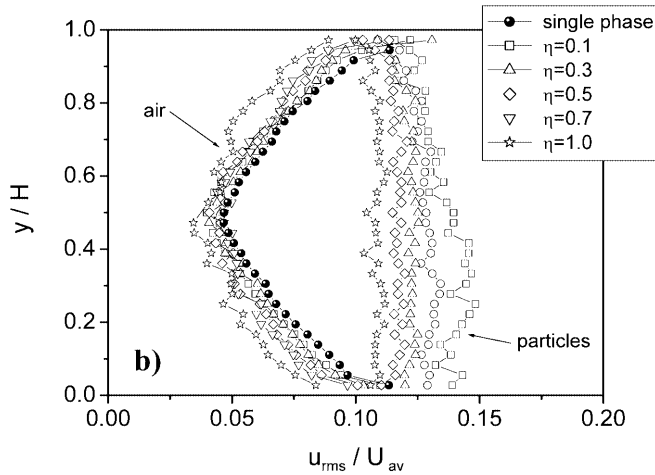 single phase
η=0.1
η=0.3
η=0.5
η=0.7
η=1.0
1.0
0.8
0.6
0.4
0.2
0.0
y / H
air
particles
b)
0.00
0.05
0.10
0.15
0.20
u_rms / U_av